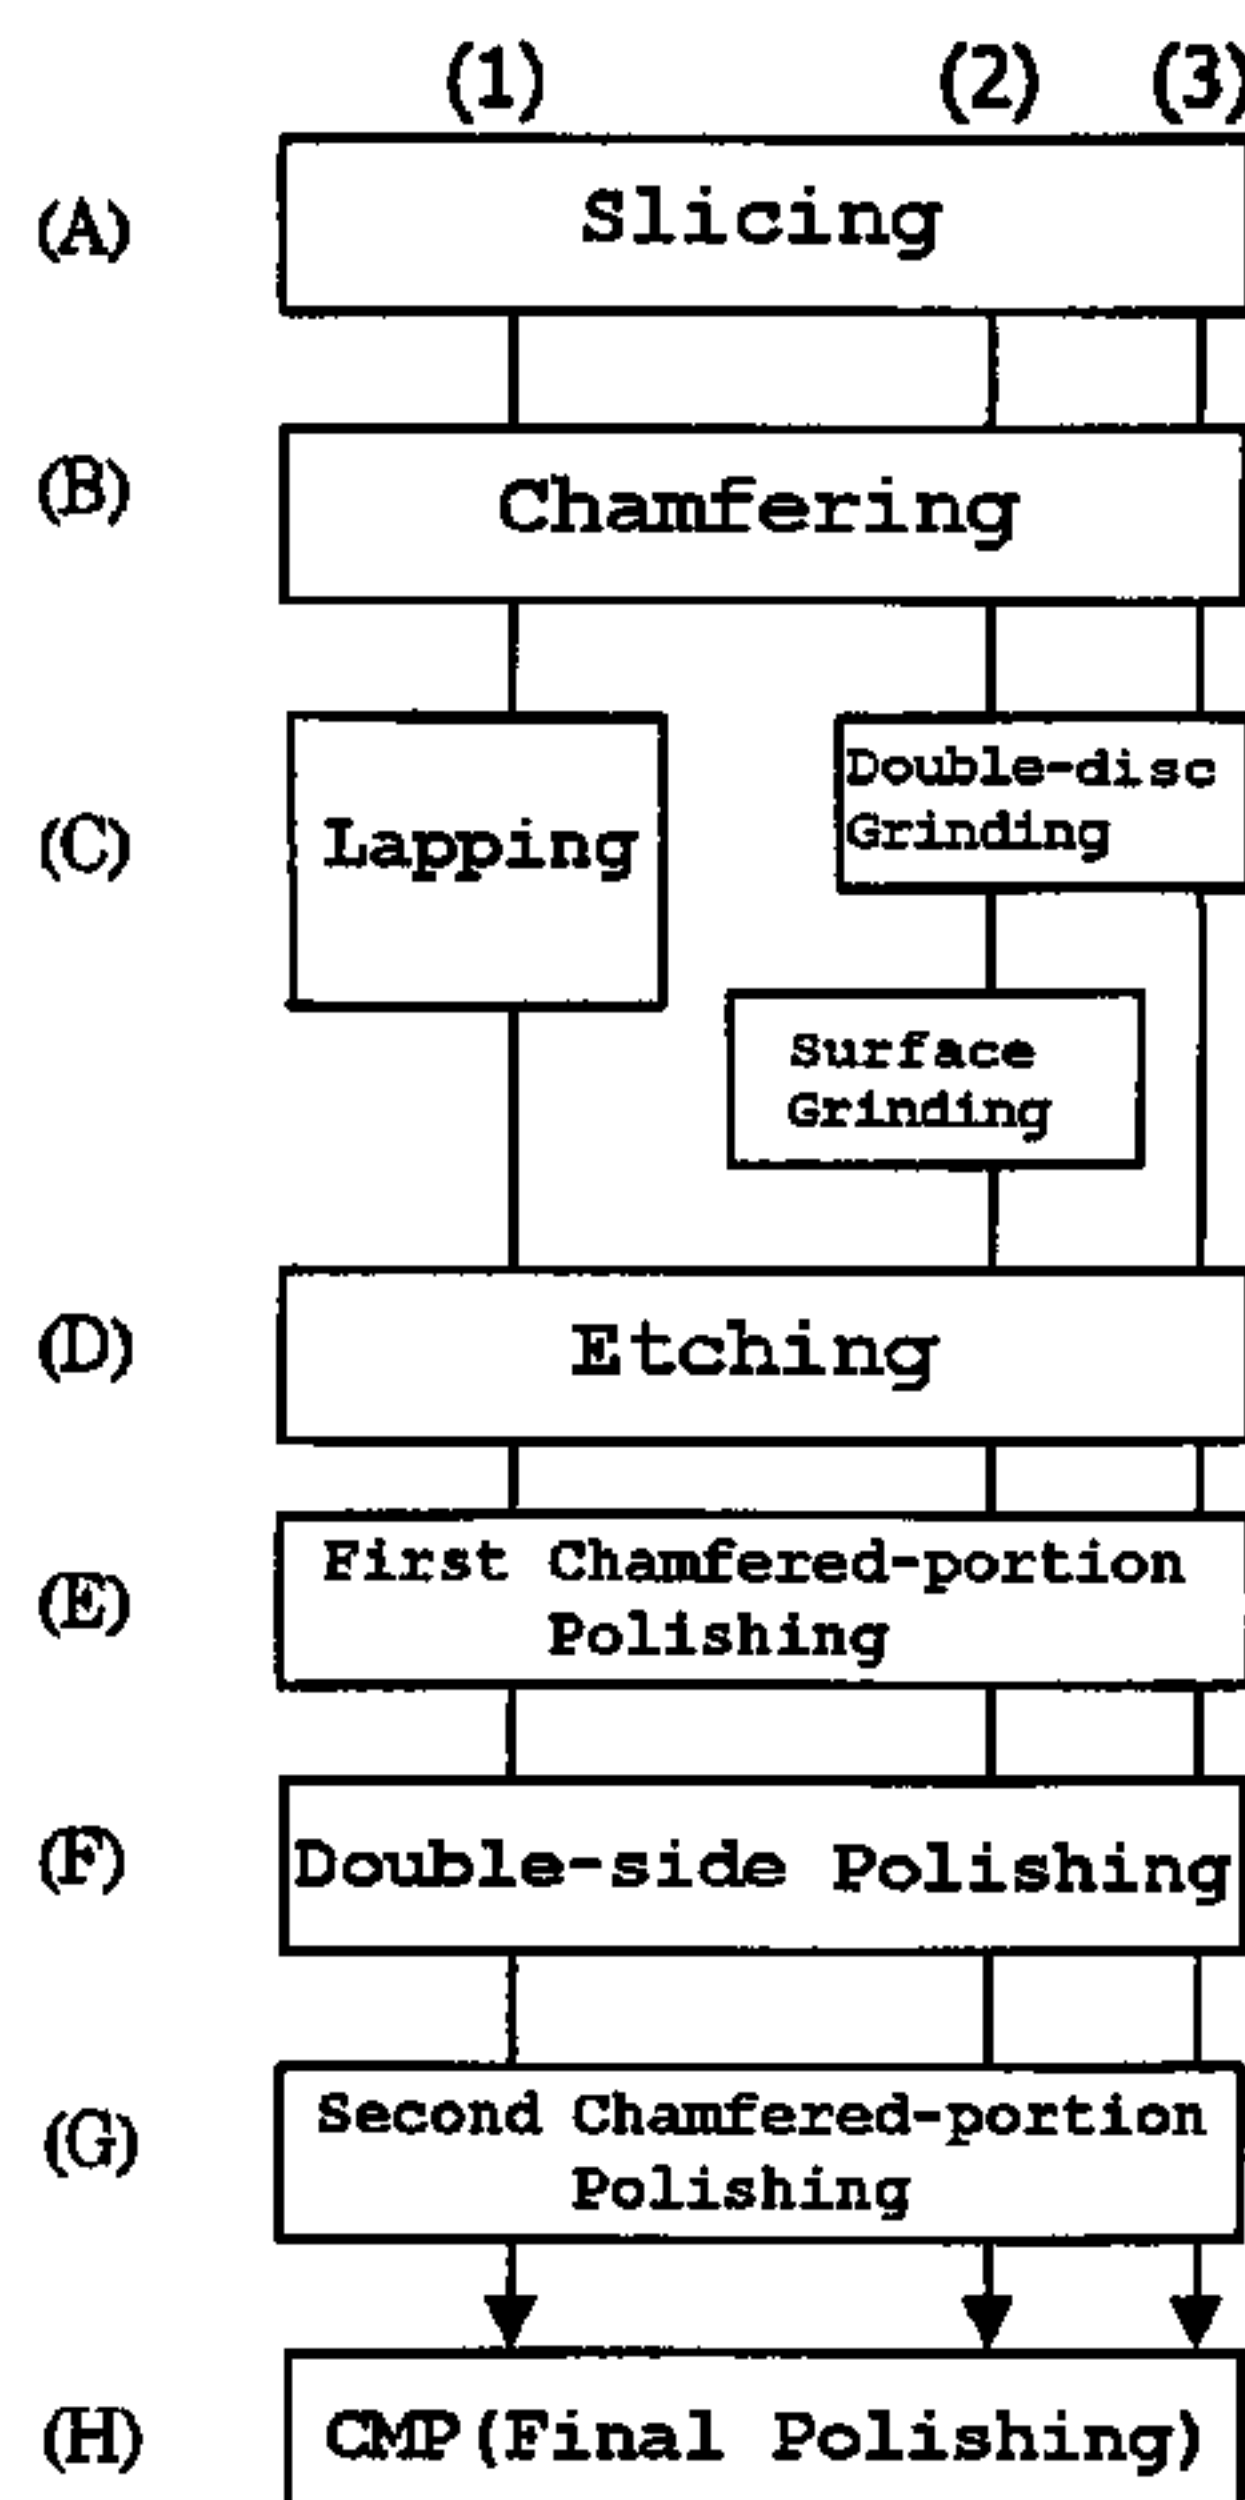 (1) (2) (3)
(A) Slicing
(B) Chamfering
Double-disc
Grinding
(C) Lapping
Surface
Grinding
(D) Etching
First Chamfered-portion
(E)
Polishing
(F) Double-side Polishing
Second Chamfered-portion
(G)
Polishing
(H) CMP(Final Polishing)